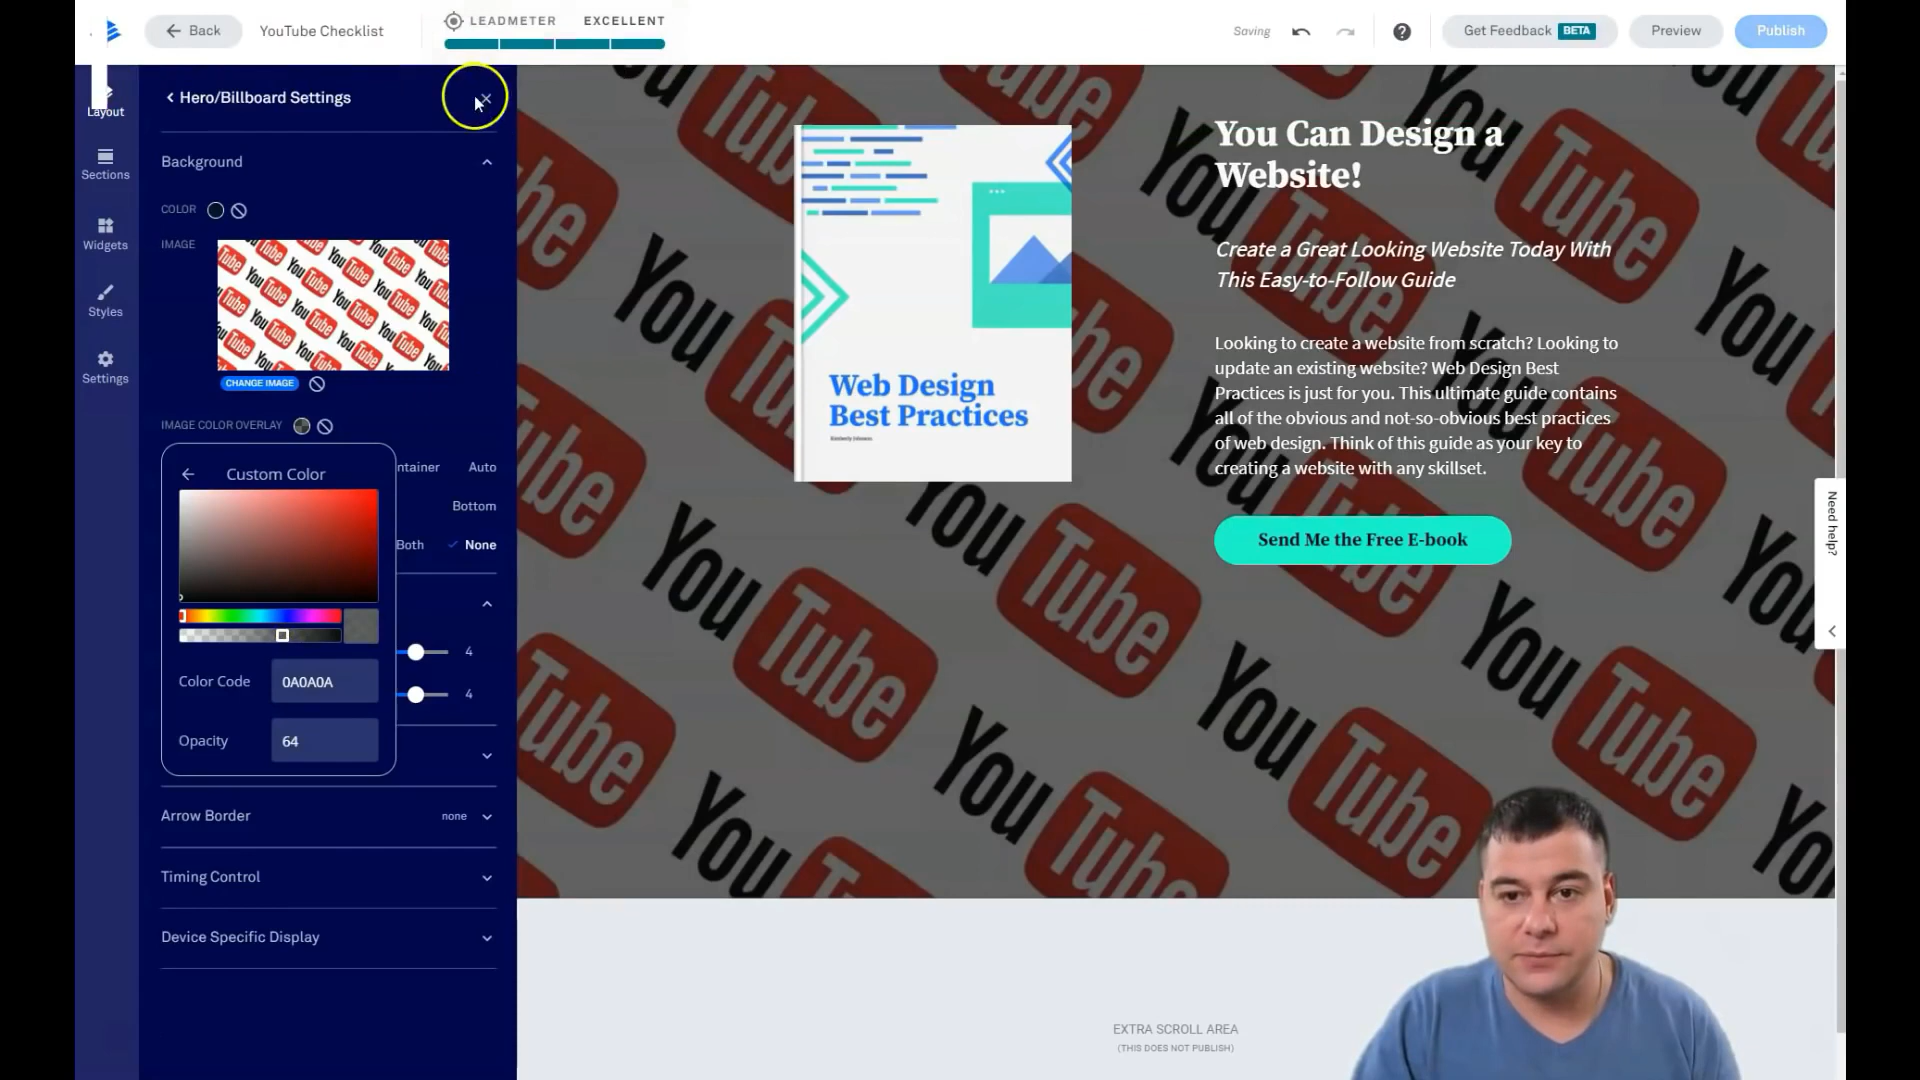 Back
YouTube Checklist
LEADMETER EXCELLENT
Saving
Get Feedback BETA
Preview
Publish
Layout
Sections
Widgets
Styles
Settings
Hero/Billboard Settings
Background
COLOR
IMAGE
CHANGE IMAGE
IMAGE COLOR OVERLAY
ntainer Auto
Bottom
Both None
Custom Color
4
4
Color Code 0A0A0A
Opacity 64
Arrow Border none
Timing Control
Device Specific Display
Web Design
Best Practices
Kimberly Johnson
You Can Design a
Website!
Create a Great Looking Website Today With
This Easy-to-Follow Guide
Looking to create a website from scratch? Looking to
update an existing website? Web Design Best
Practices is just for you. This ultimate guide contains
all of the obvious and not-so-obvious best practices
of web design. Think of this guide as your key to
creating a website with any skillset.
Send Me the Free E-book
Need help?
You Tube
EXTRA SCROLL AREA
(THIS DOES NOT PUBLISH)